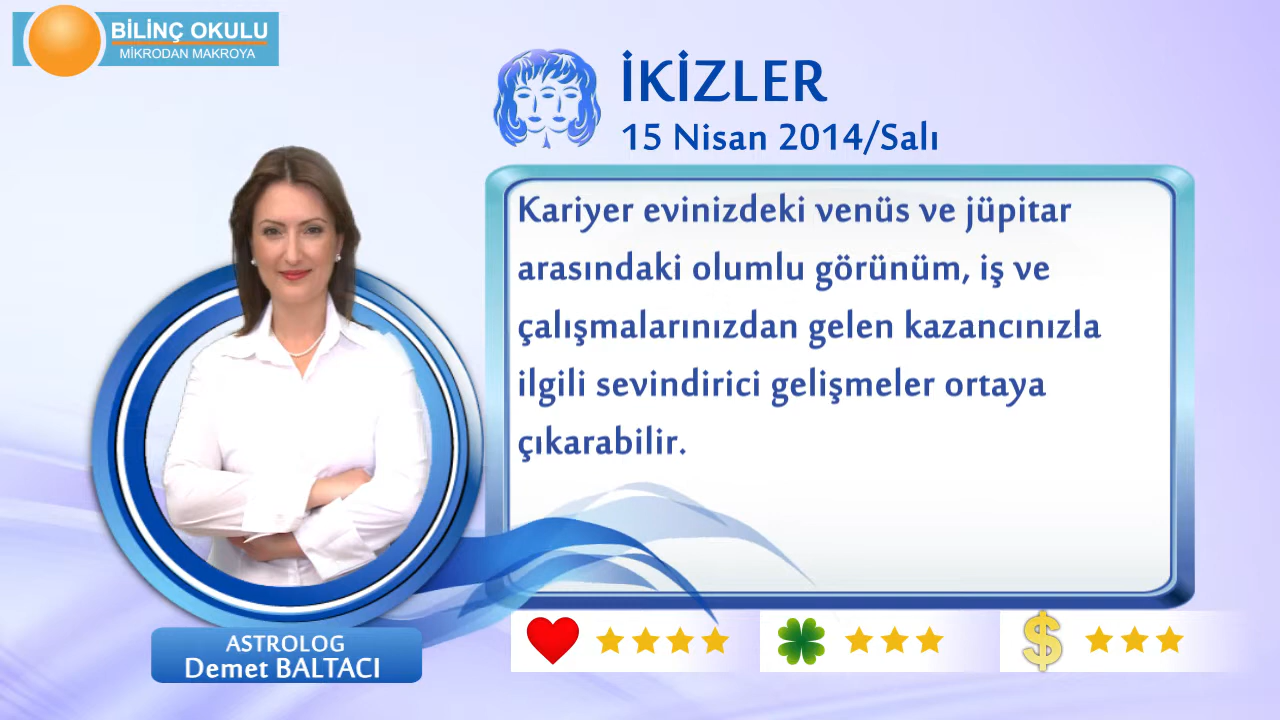 BİLİNÇ OKULU
MİKRODAN MAKROYA
İKİZLER
15 Nisan 2014/Salı
Kariyer evinizdeki venüs ve jüpitar
arasındaki olumlu görünüm, iş ve
çalışmalarınızdan gelen kazancınızla
ilgili sevindirici gelişmeler ortaya
çıkarabilir.
ASTROLOG
Demet BALTACI